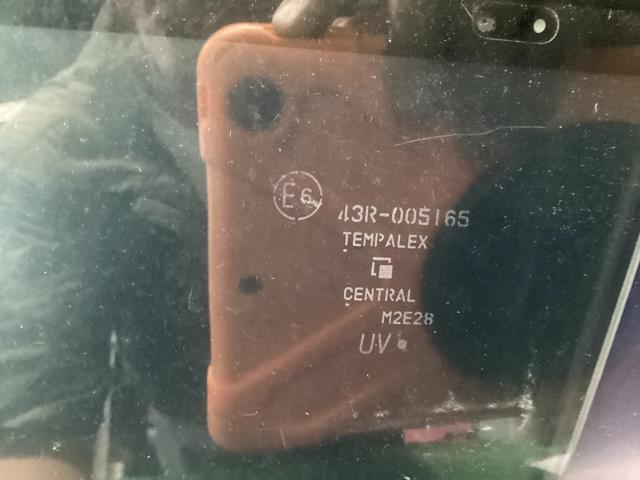 E6
43R-005165
TEMPALEX
CENTRAL
M2E28
UV